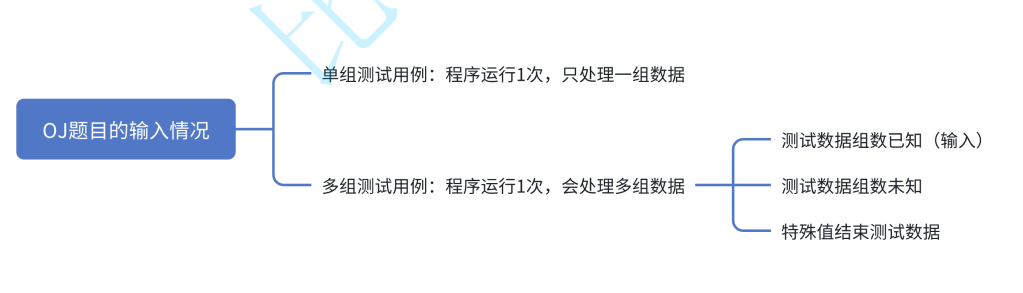 单组测试用例：程序运行1次，只处理一组数据
OJ题目的输入情况
多组测试用例：程序运行1次，会处理多组数据
测试数据组数已知（输入）
测试数据组数未知
特殊值结束测试数据